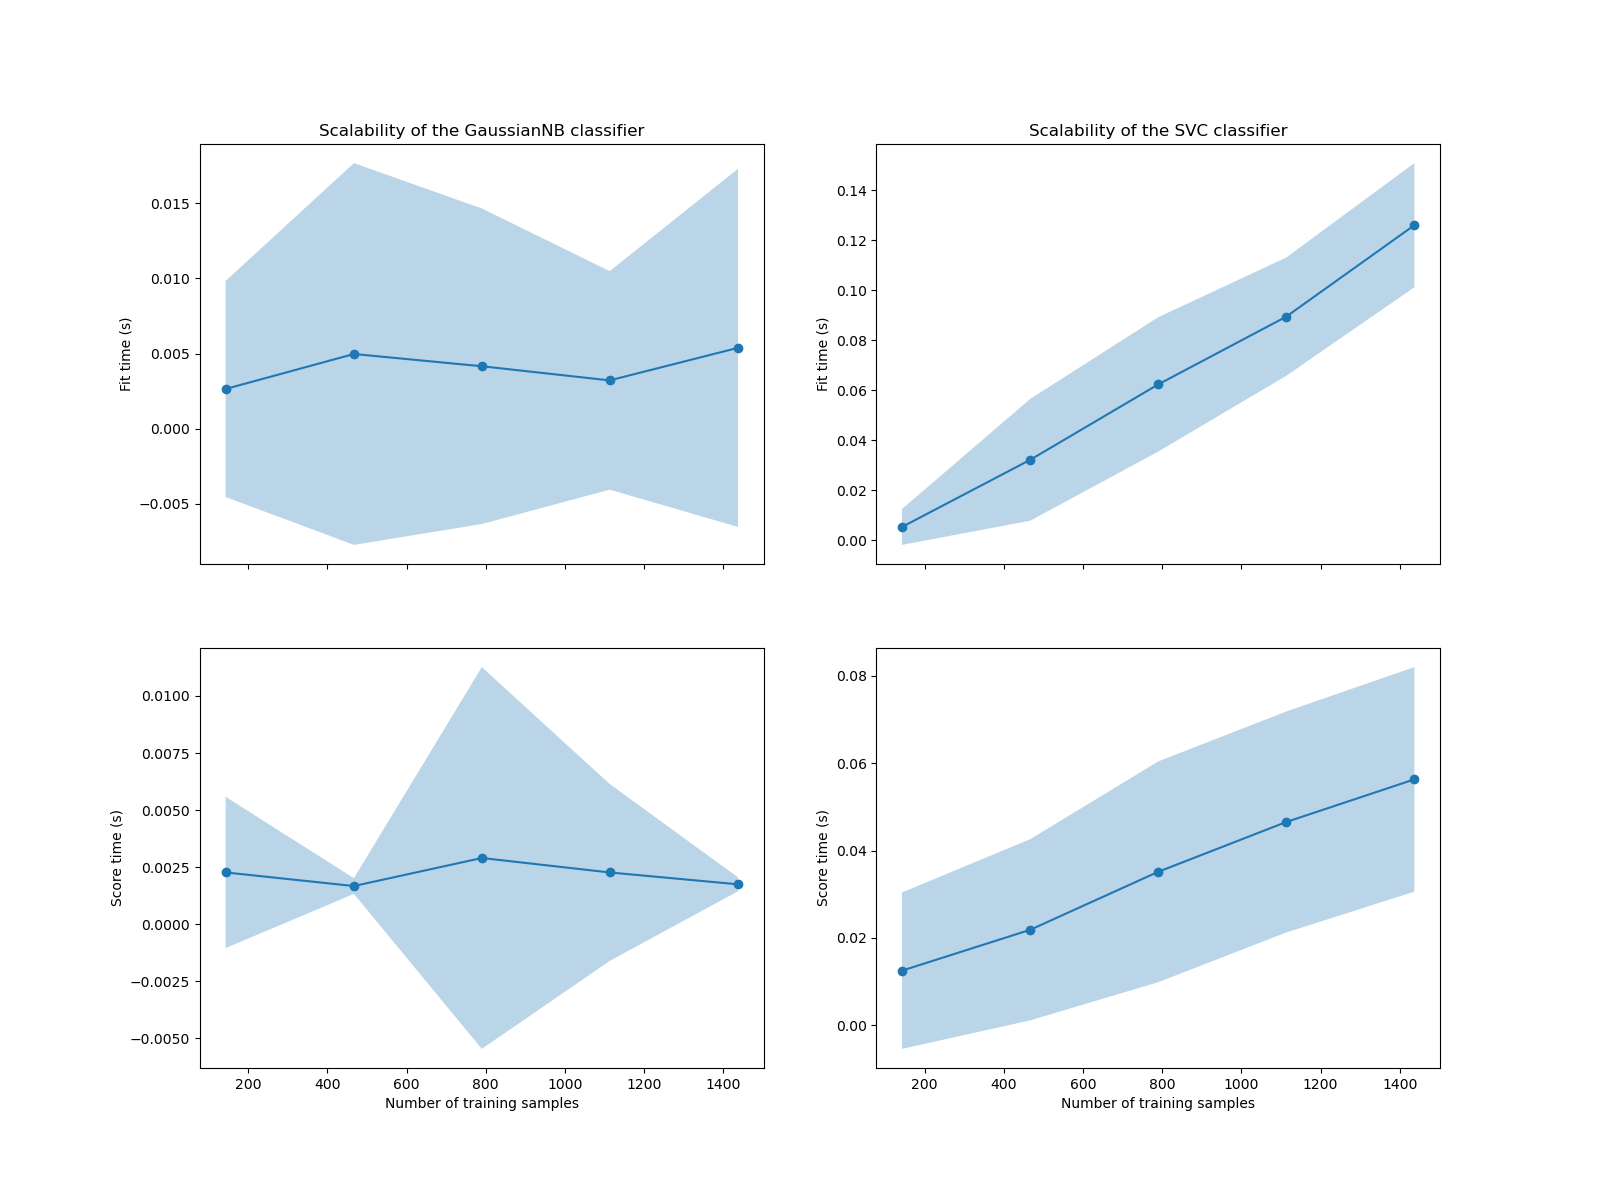 Scalability of the GaussianNB classifier
Scalability of the SVC classifier
Fit time (s)
0.015
0.010
0.005
0.000
−0.005
Fit time (s)
0.14
0.12
0.10
0.08
0.06
0.04
0.02
0.00
Score time (s)
0.0100
0.0075
0.0050
0.0025
0.0000
−0.0025
−0.0050
200 400 600 800 1000 1200 1400
Number of training samples
Score time (s)
0.08
0.06
0.04
0.02
0.00
200 400 600 800 1000 1200 1400
Number of training samples